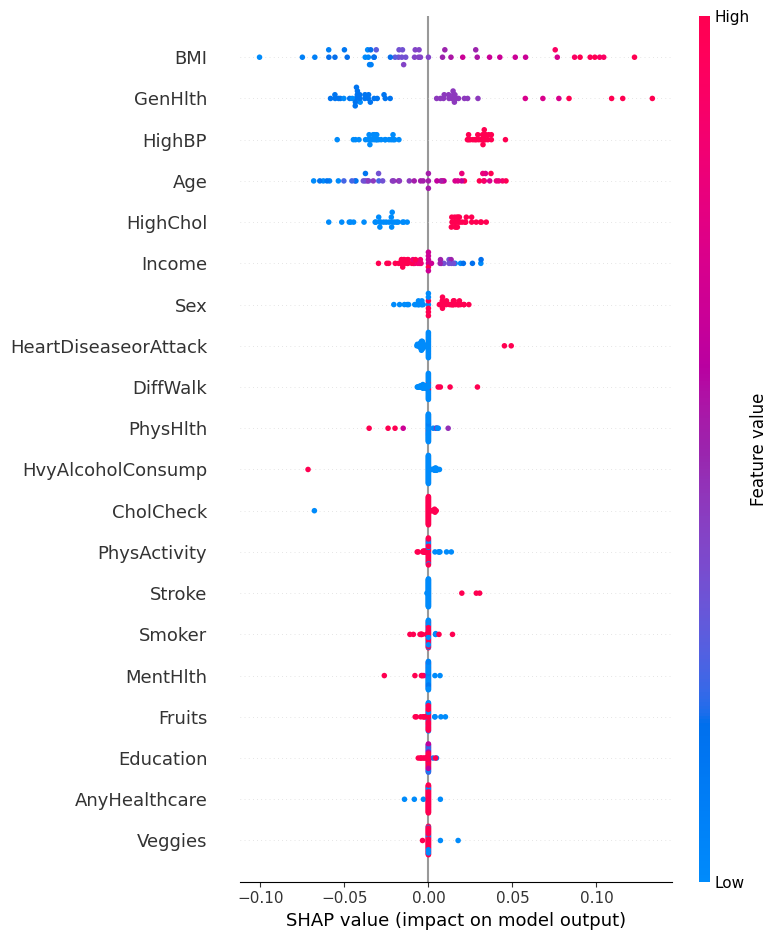 High
BMI
GenHlth
HighBP
Age
HighChol
Income
Sex
HeartDiseaseorAttack
DiffWalk
PhysHlth
HvyAlcoholConsump
CholCheck
PhysActivity
Stroke
Smoker
MentHlth
Fruits
Education
AnyHealthcare
Veggies
Feature value
Low
−0.10 −0.05 0.00 0.05 0.10
SHAP value (impact on model output)